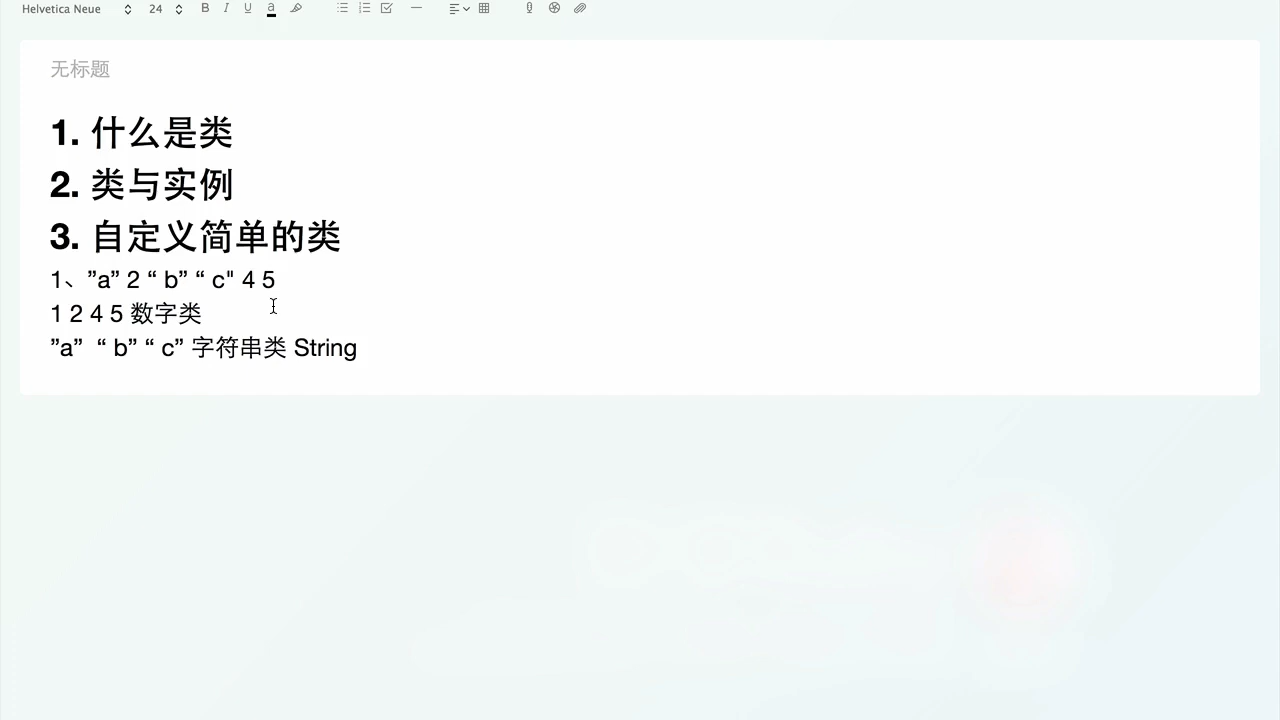 Helvetica Neue 24 B I U a
无标题
1. 什么是类
2. 类与实例
3. 自定义简单的类
1、”a” 2 “ b” “ c" 4 5
1 2 4 5 数字类
”a”  “ b” “ c” 字符串类 String